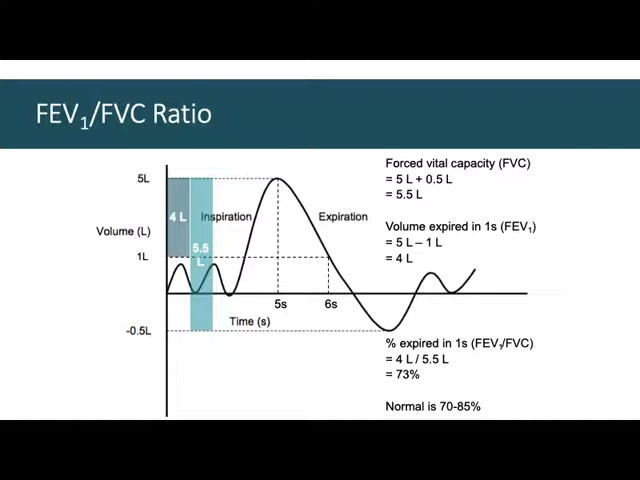 FEV1/FVC Ratio
5L
4 L
5.5
L
Inspiration
Expiration
Volume (L)
1L
5s
6s
Time (s)
-0.5L
Forced vital capacity (FVC)
= 5 L + 0.5 L
= 5.5 L
Volume expired in 1s (FEV1)
= 5 L – 1 L
= 4 L
% expired in 1s (FEV1/FVC)
= 4 L / 5.5 L
= 73%
Normal is 70-85%